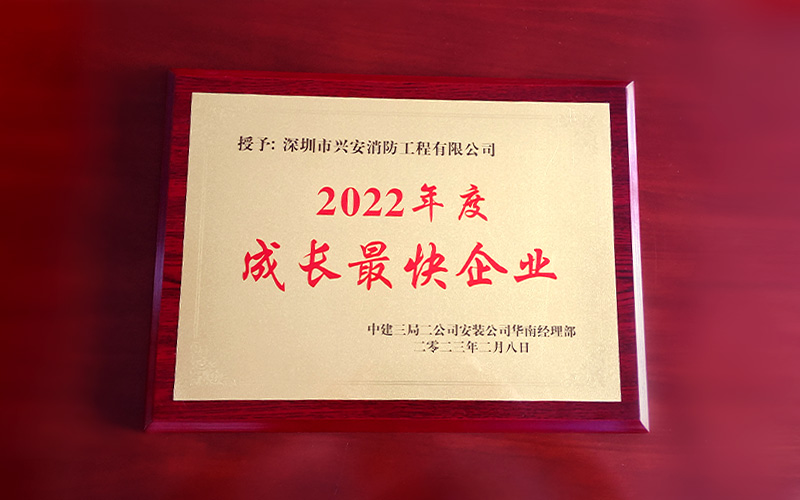 授予: 深圳市兴安消防工程有限公司
2022年度
成长最快企业
中建三局二公司安装公司华南经理部
二零二三年二月八日